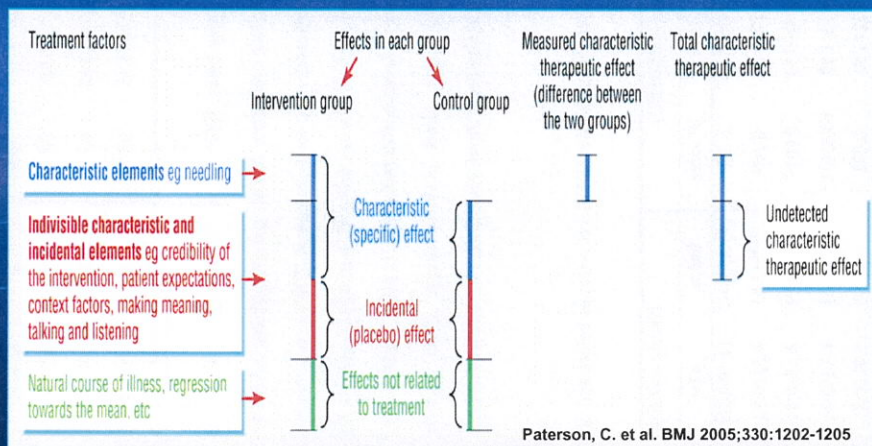 Treatment factors
Effects in each group
Intervention group
Control group
Measured characteristic
therapeutic effect
(difference between
the two groups)
Total characteristic
therapeutic effect
Characteristic elements eg needling
Indivisible characteristic and
incidental elements eg credibility of
the intervention, patient expectations,
context factors, making meaning,
talking and listening
Natural course of illness, regression
towards the mean, etc
Characteristic
(specific) effect
Incidental
(placebo) effect
Effects not related
to treatment
Undetected
characteristic
therapeutic effect
Paterson, C. et al. BMJ 2005;330:1202-1205